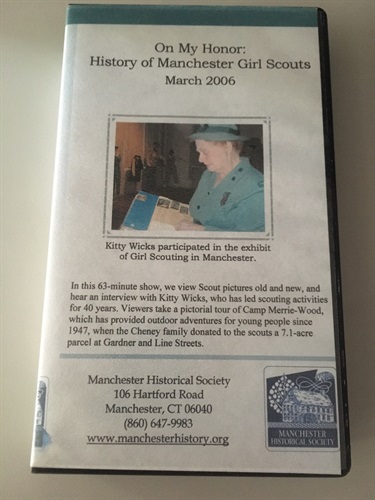 On My Honor:
History of Manchester Girl Scouts
March 2006
Kitty Wicks participated in the exhibit
of Girl Scouting in Manchester.
In this 63-minute show, we view Scout pictures old and new, and
hear an interview with Kitty Wicks, who has led scouting activities
for 40 years. Viewers take a pictorial tour of Camp Merrie-Wood,
which has provided outdoor adventures for young people since
1947, when the Cheney family donated to the scouts a 7.1-acre
parcel at Gardner and Line Streets.
Manchester Historical Society
106 Hartford Road
Manchester, CT 06040
(860) 647-9983
www.manchesterhistory.org
MANCHESTER
HISTORICAL SOCIETY